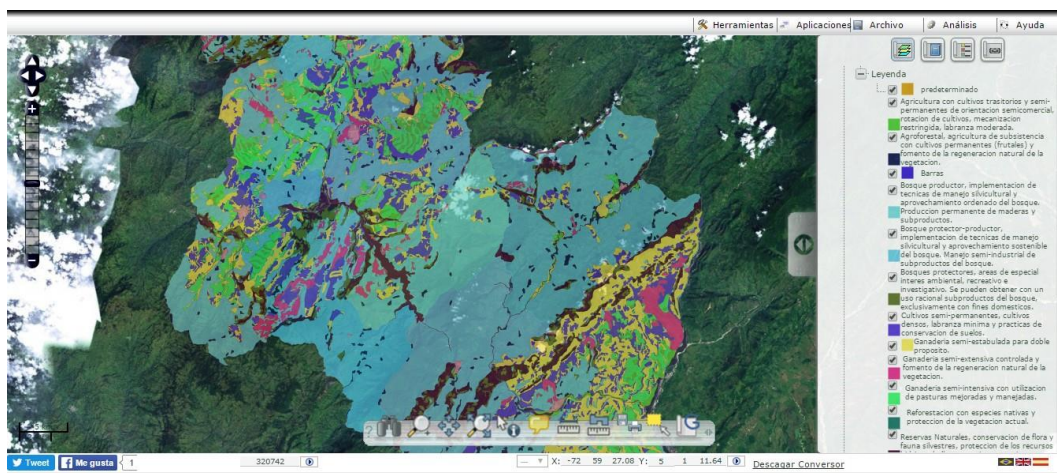 Herramientas Aplicaciones Archivo Análisis Ayuda
Leyenda
predeterminado
Agricultura con cultivos trasitorios y semi-
permanentes de orientacion semicomercial,
rotacion de cultivos, mecanizacion
restringida, labranza moderada.
Agroforestal, agricultura de subsistencia
con cultivos permanentes (frutales) y
fomento de la regeneracion natural de la
vegetacion.
Barras
Bosque productor, implementacion de
tecnicas de manejo silvicultural y
aprovechamiento ordenado del bosque.
Produccion permanente de maderas y
subproductos.
Bosque protector-productor,
implementacion de tecnicas de manejo
silvicultural y aprovechamiento sostenible
del bosque. Manejo semi-industrial de
subproductos del bosque.
Bosques protectores, areas de especial
interes ambiental, recreativo e
investigativo. Se pueden obtener con un
uso racional subproductos del bosque,
exclusivamente con fines domesticos.
Cultivos semi-permanentes, cultivos
densos, labranza minima y practicas de
conservacion de suelos.
Ganaderia semi-estabulada para doble
proposito.
Ganaderia semi-extensiva controlada y
fomento de la regeneracion natural de la
vegetacion.
Ganaderia semi-intensiva con utilizacion
de pasturas mejoradas y manejadas.
Reforestacion con especies nativas y
proteccion de la vegetacion actual.
Reservas Naturales, conservacion de flora y
fauna silvestres, proteccion de los recursos
Tweet Me gusta 1 320742 X: -72 59 27.08 Y: 5 1 11.64 Descagar Conversor